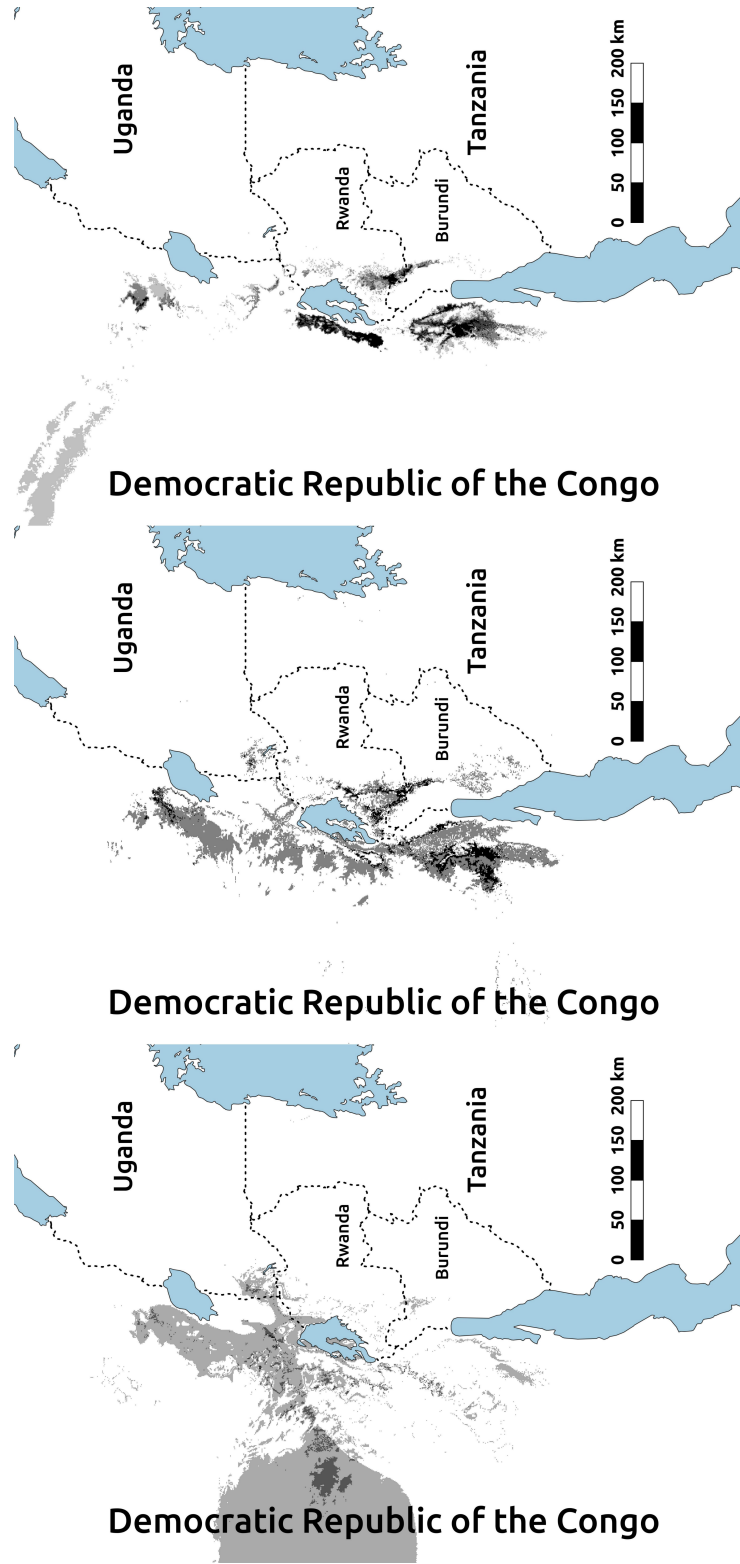 Uganda
Rwanda
Burundi
Tanzania
0 50 100 150 200 km
Democratic Republic of the Congo
Uganda
Rwanda
Burundi
Tanzania
0 50 100 150 200 km
Democratic Republic of the Congo
Uganda
Rwanda
Burundi
Tanzania
0 50 100 150 200 km
Democratic Republic of the Congo